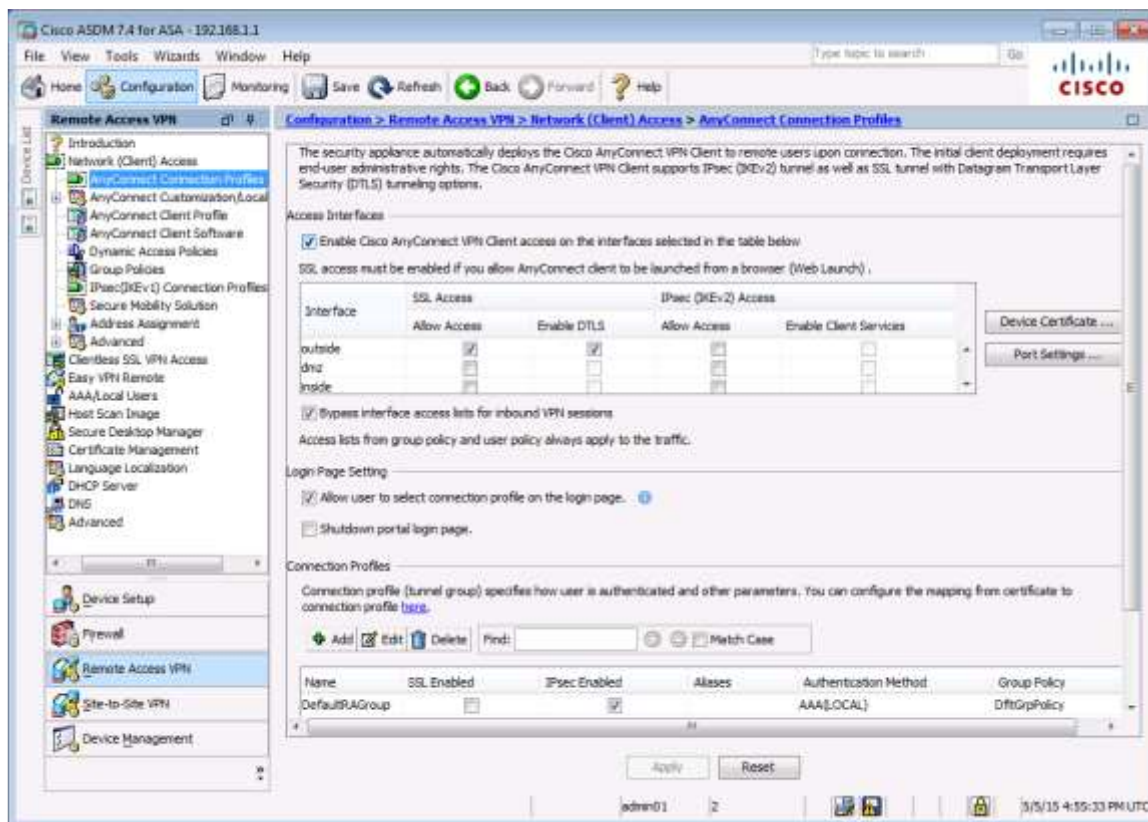 Cisco ASDM 7.4 for ASA - 192.168.1.1
File View Tools Wizards Window Help
Type topic to search Go
Home Configuration Monitoring Save Refresh Back Forward Help
CISCO
Device List
Remote Access VPN
Introduction
Network (Client) Access
AnyConnect Connection Profiles
AnyConnect Customization/Local
AnyConnect Client Profile
AnyConnect Client Software
Dynamic Access Policies
Group Policies
IPsec(IKEv1) Connection Profiles
Secure Mobility Solution
Address Assignment
Advanced
Clientless SSL VPN Access
Easy VPN Remote
AAA/Local Users
Host Scan Image
Secure Desktop Manager
Certificate Management
Language Localization
DHCP Server
DNS
Advanced
Device Setup
Firewall
Remote Access VPN
Site-to-Site VPN
Device Management
Configuration > Remote Access VPN > Network (Client) Access > AnyConnect Connection Profiles
The security appliance automatically deploys the Cisco AnyConnect VPN Client to remote users upon connection. The initial client deployment requires
end-user administrative rights. The Cisco AnyConnect VPN Client supports IPsec (IKEv2) tunnel as well as SSL tunnel with Datagram Transport Layer
Security (DTLS) tunneling options.
Access Interfaces
Enable Cisco AnyConnect VPN Client access on the interfaces selected in the table below
SSL access must be enabled if you allow AnyConnect client to be launched from a browser (Web Launch) .
SSL Access IPsec (IKEv2) Access
Interface
Allow Access Enable DTLS Allow Access Enable Client Services
outside
dmz
inside
Device Certificate ...
Port Settings ...
Bypass interface access lists for inbound VPN sessions
Access lists from group policy and user policy always apply to the traffic.
Login Page Setting
Allow user to select connection profile on the login page.
Shutdown portal login page.
Connection Profiles
Connection profile (tunnel group) specifies how user is authenticated and other parameters. You can configure the mapping from certificate to
connection profile here.
Add Edit Delete Find: Match Case
Name SSL Enabled IPsec Enabled Aliases Authentication Method Group Policy
DefaultRAGroup AAA(LOCAL) DfltGrpPolicy
Apply Reset
admin01 2 5/5/15 4:55:33 PM UTC